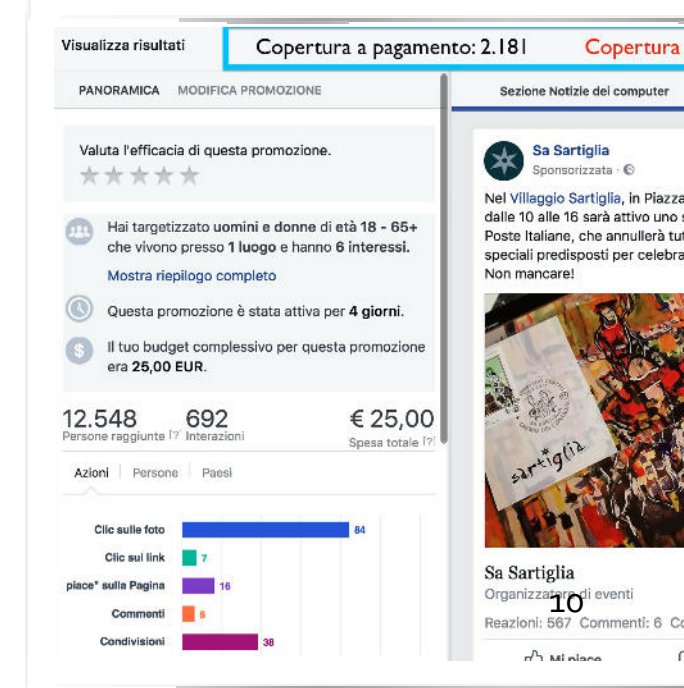 Visualizza risultati
Copertura a pagamento: 2.181 Copertura
PANORAMICA MODIFICA PROMOZIONE
Valuta l'efficacia di questa promozione.
Hai targetizzato uomini e donne di età 18 - 65+
che vivono presso 1 luogo e hanno 6 interessi.
Mostra riepilogo completo
Questa promozione è stata attiva per 4 giorni.
Il tuo budget complessivo per questa promozione
era 25,00 EUR.
12.548 692 € 25,00
Persone raggiunte [?] Interazioni Spesa totale [?]
Azioni Persone Paesi
Clic sulle foto 84
Clic sul link 7
piace" sulla Pagina 16
Commenti 6
Condivisioni 38
Sezione Notizie dei computer
Sa Sartiglia
Sponsorizzata ·
Nel Villaggio Sartiglia, in Piazza
dalle 10 alle 16 sarà attivo uno s
Poste Italiane, che annullerà tut
speciali predisposti per celebra
Non mancare!
sartiglia
Sa Sartiglia
Organizzatore di eventi
10
Reazioni: 567 Commenti: 6 Co
Mi piace